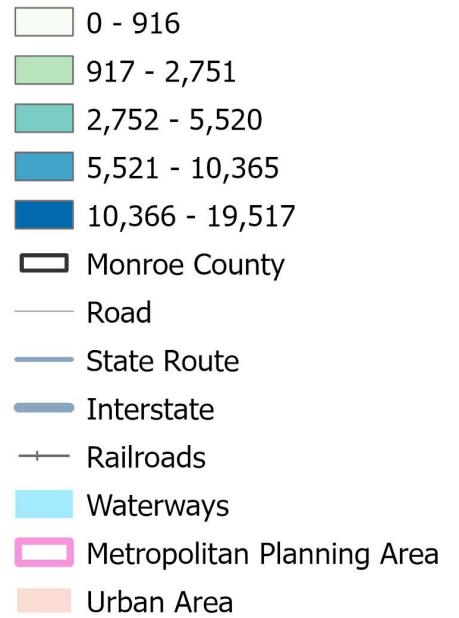 0 - 916
917 - 2,751
2,752 - 5,520
5,521 - 10,365
10,366 - 19,517
Monroe County
Road
State Route
Interstate
Railroads
Waterways
Metropolitan Planning Area
Urban Area